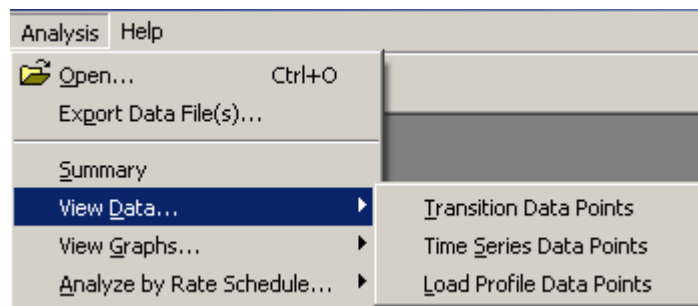 Analysis Help
Open... Ctrl+O
Export Data File(s)...
Summary
View Data...
Transition Data Points
View Graphs...
Time Series Data Points
Analyze by Rate Schedule...
Load Profile Data Points